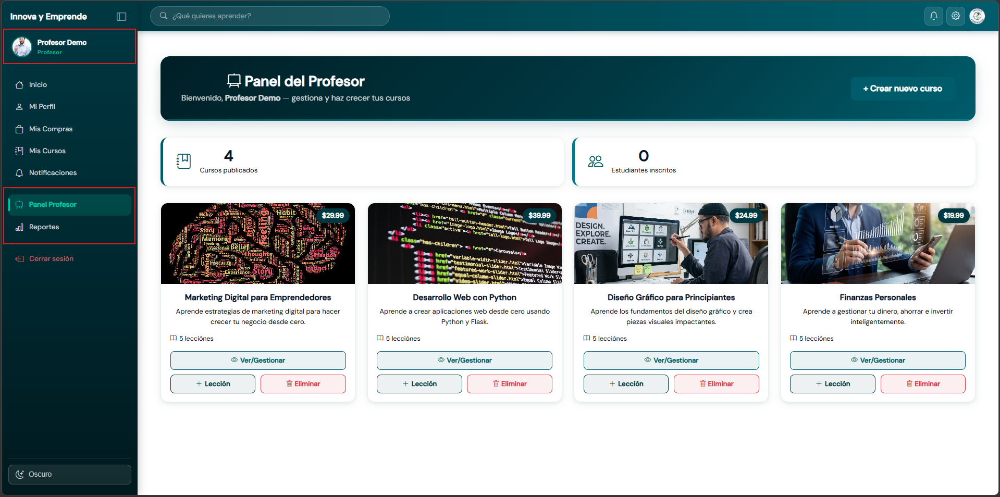 Innova y Emprende
¿Qué quieres aprender?
Profesor Demo
Profesor
Inicio
Mi Perfil
Mis Compras
Mis Cursos
Notificaciones
Panel Profesor
Reportes
Cerrar sesión
Oscuro
Panel del Profesor
Bienvenido, Profesor Demo — gestiona y haz crecer tus cursos
+ Crear nuevo curso
4
Cursos publicados
0
Estudiantes inscritos
$29.99
Marketing Digital para Emprendedores
Aprende estrategias de marketing digital para hacer
crecer tu negocio desde cero.
5 lecciónes
Ver/Gestionar
+ Lección
Eliminar
$39.99
Desarrollo Web con Python
Aprende a crear aplicaciones web desde cero usando
Python y Flask.
5 lecciónes
Ver/Gestionar
+ Lección
Eliminar
$24.99
DESIGN.
EXPLORE.
CREATE.
Diseño Gráfico para Principiantes
Aprende los fundamentos del diseño gráfico y crea
piezas visuales impactantes.
5 lecciónes
Ver/Gestionar
+ Lección
Eliminar
$19.99
Finanzas Personales
Aprende a gestionar tu dinero, ahorrar e invertir
inteligentemente.
5 lecciónes
Ver/Gestionar
+ Lección
Eliminar